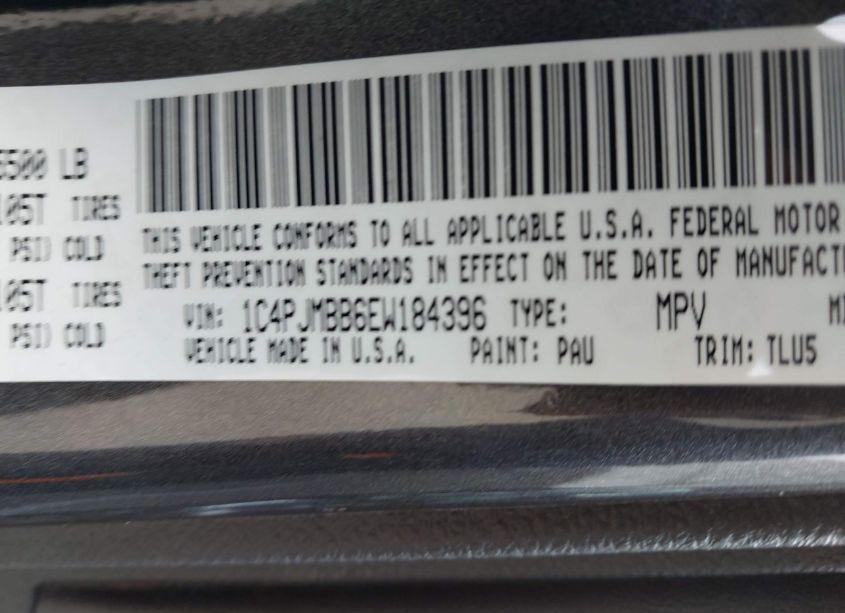 5500 LB
105T TIRES
PSI) COLD
105T TIRES
PSI) COLD
THIS VEHICLE CONFORMS TO ALL APPLICABLE U.S.A. FEDERAL MOTOR
THEFT PREVENTION STANDARDS IN EFFECT ON THE DATE OF MANUFACT
VIN: 1C4PJMBB6EW184396 TYPE: MPV
VEHICLE MADE IN U.S.A. PAINT: PAU TRIM: TLU5